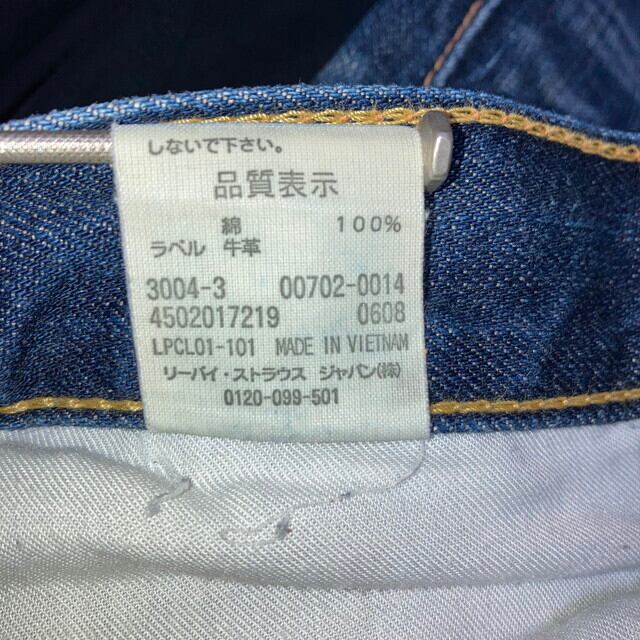 しないで下さい。
品質表示
綿 100%
ラベル 牛革
3004-3 00702-0014
4502017219 0608
LPCL01-101 MADE IN VIETNAM
リーバイ・ストラウス ジャパン(株)
0120-099-501